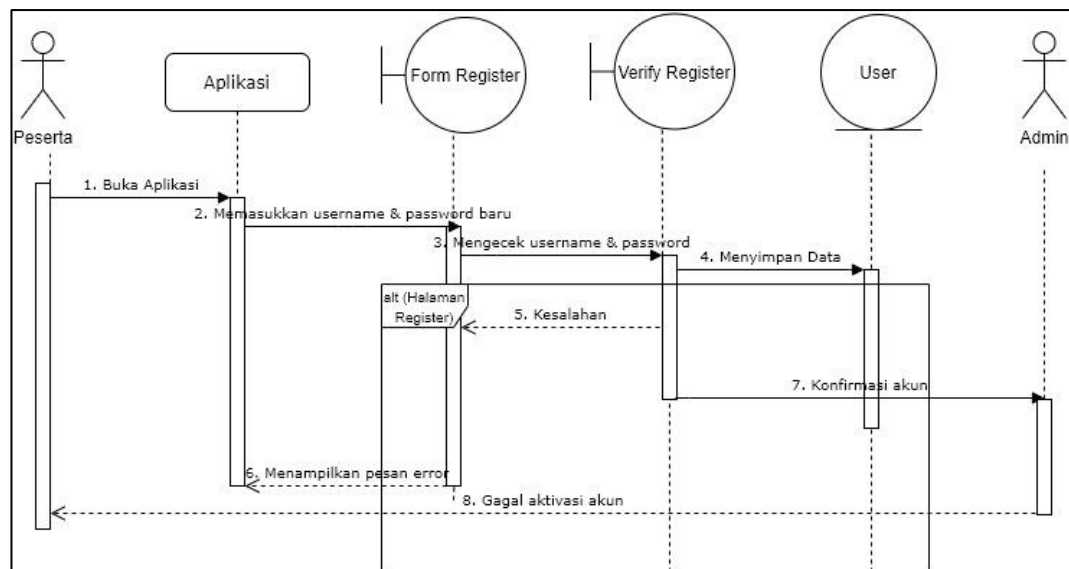 Peserta
Aplikasi
Form Register
Verify Register
User
Admin
1. Buka Aplikasi
2. Memasukkan username & password baru
3. Mengecek username & password
4. Menyimpan Data
alt (Halaman
Register)
5. Kesalahan
7. Konfirmasi akun
6. Menampilkan pesan error
8. Gagal aktivasi akun